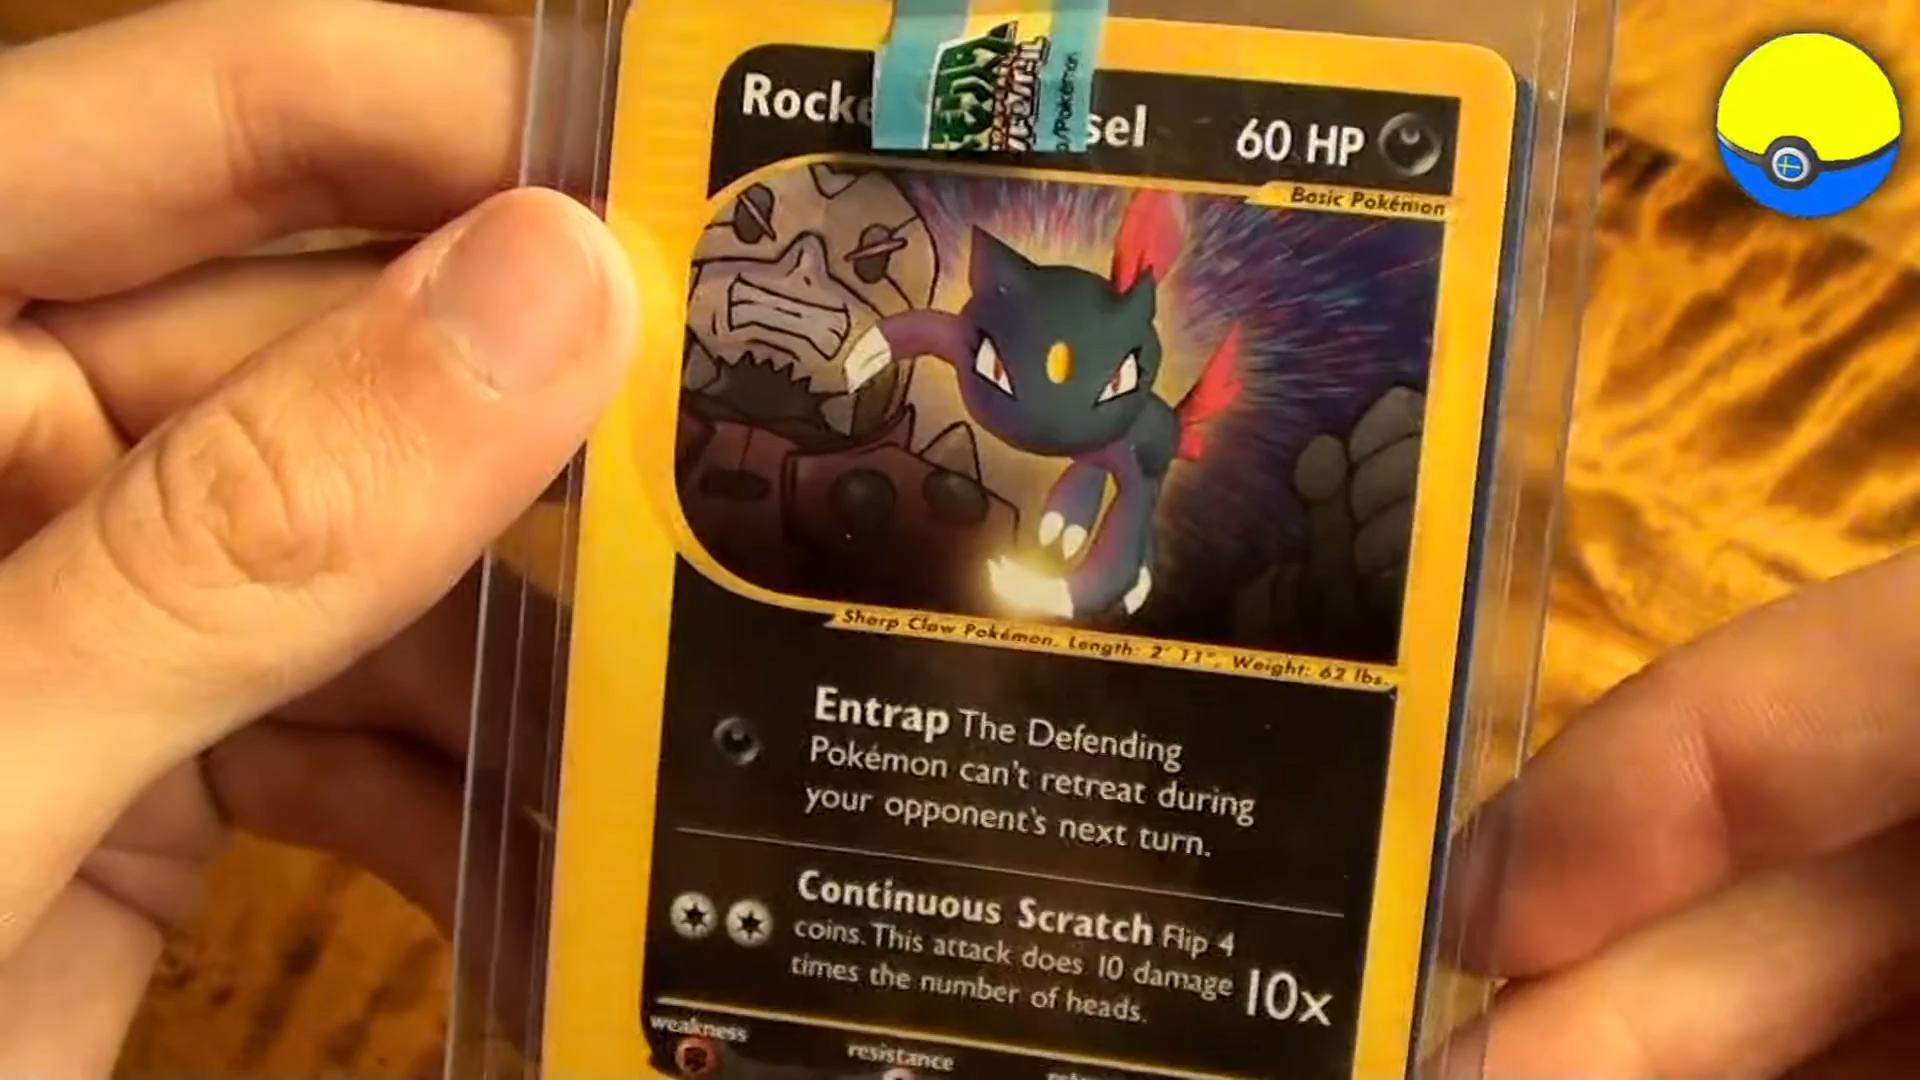 Rocke sel 60 HP
/Pokémon
Basic Pokémon
Sharp Claw Pokémon. Length: 2' 11", Weight: 62 lbs.
Entrap The Defending
Pokémon can't retreat during
your opponent's next turn.
Continuous Scratch Flip 4
coins. This attack does 10 damage
times the number of heads.
10x
weakness
resistance